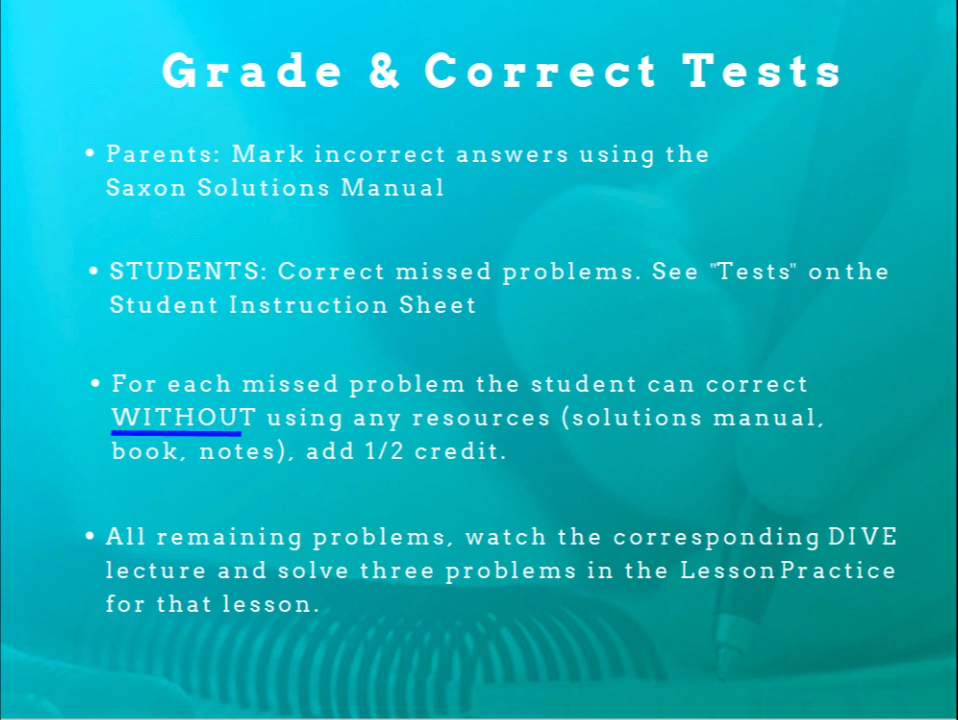 Grade & Correct Tests
• Parents: Mark incorrect answers using the
Saxon Solutions Manual
• STUDENTS: Correct missed problems. See "Tests" on the
Student Instruction Sheet
• For each missed problem the student can correct
WITHOUT using any resources (solutions manual,
book, notes), add 1/2 credit.
• All remaining problems, watch the corresponding DIVE
lecture and solve three problems in the Lesson Practice
for that lesson.